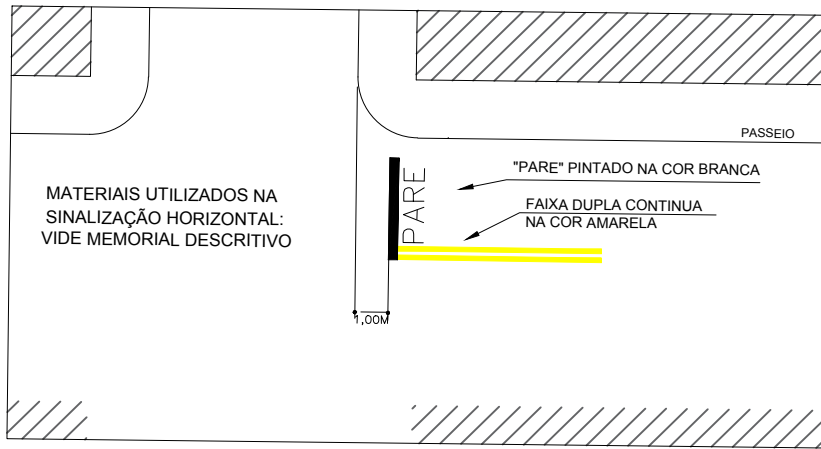 PASSEIO
"PARE" PINTADO NA COR BRANCA
MATERIAIS UTILIZADOS NA
SINALIZAÇÃO HORIZONTAL:
VIDE MEMORIAL DESCRITIVO
PARE
FAIXA DUPLA CONTINUA
NA COR AMARELA
1,00M